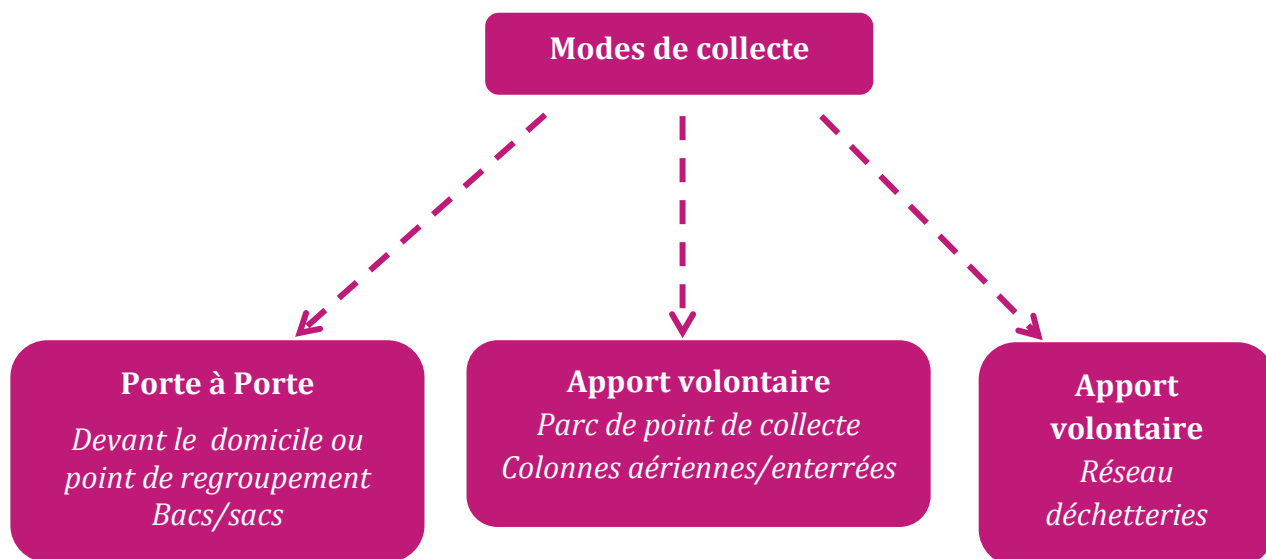 Modes de collecte
Porte à Porte
Devant le domicile ou
point de regroupement
Bacs/sacs
Apport volontaire
Parc de point de collecte
Colonnes aériennes/enterrées
Apport
volontaire
Réseau
déchetteries